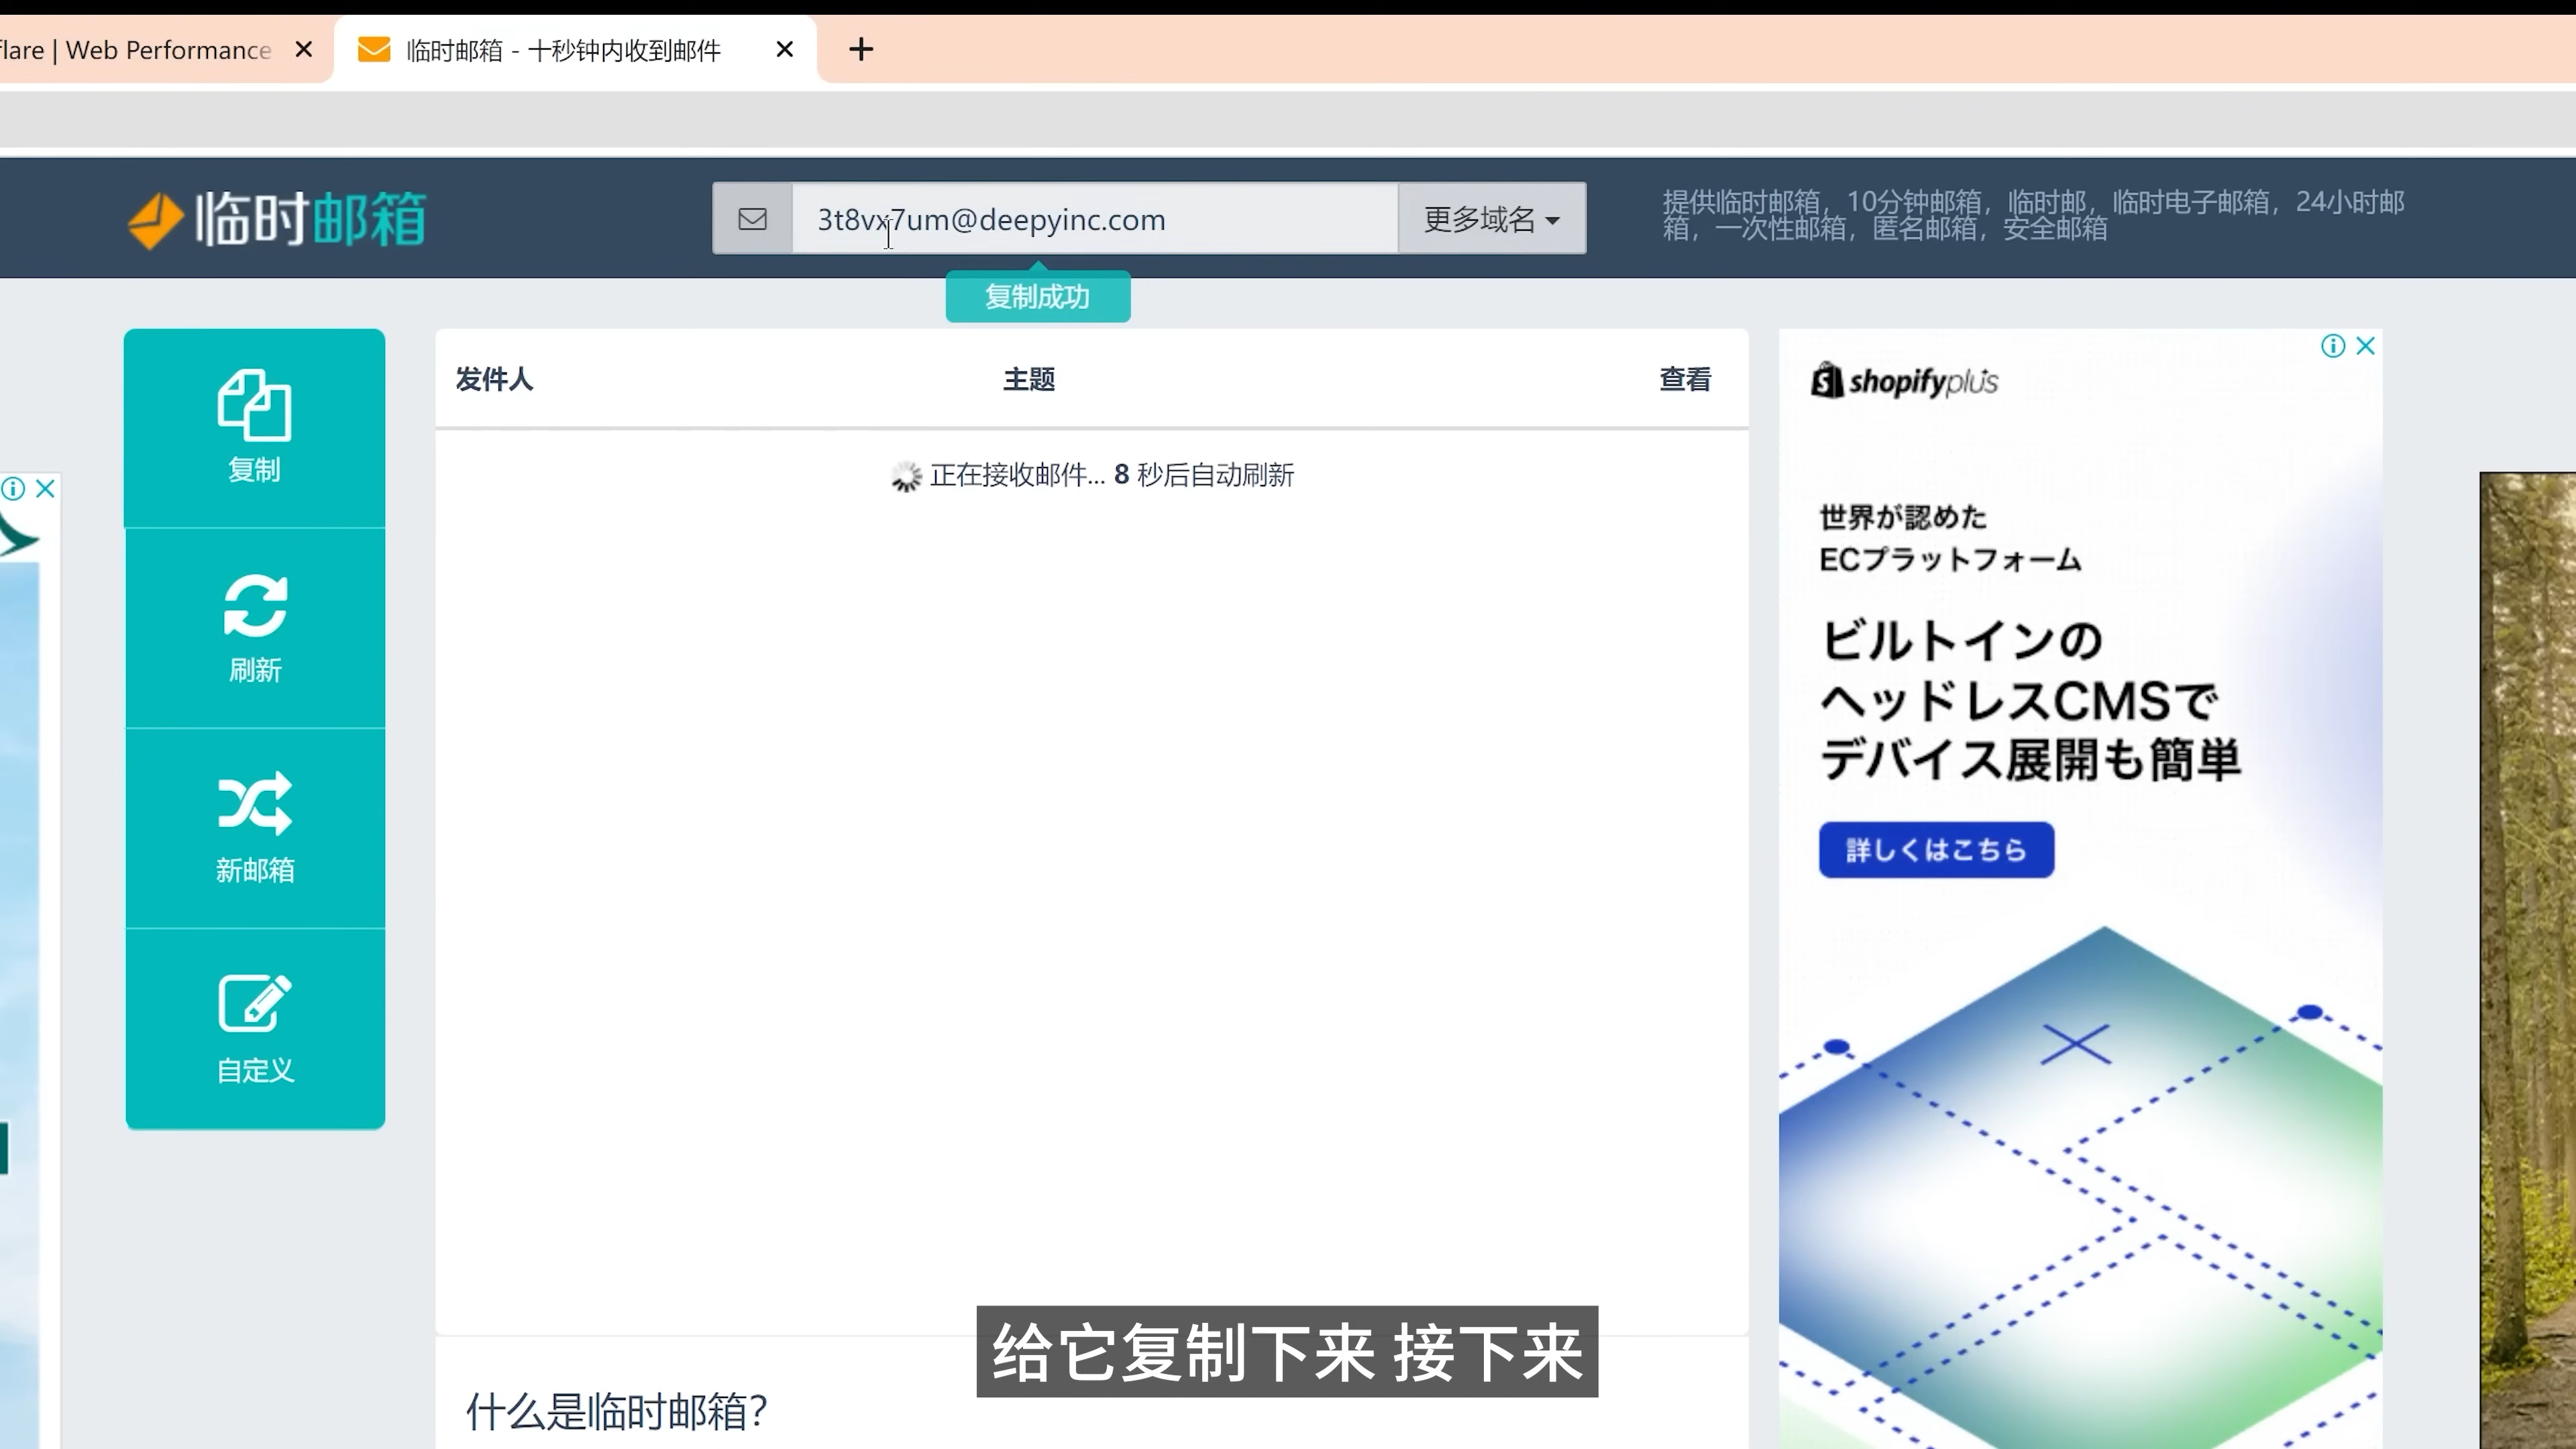 flare | Web Performance
临时邮箱 - 十秒钟内收到邮件
临时邮箱
3t8vx7um@deepyinc.com
更多域名
提供临时邮箱，10分钟邮箱，临时邮，临时电子邮箱，24小时邮
箱，一次性邮箱，匿名邮箱，安全邮箱
复制成功
复制
刷新
新邮箱
自定义
发件人 主题 查看
正在接收邮件... 8 秒后自动刷新
shopifyplus
世界が認めた
ECプラットフォーム
ビルトインの
ヘッドレスCMSで
デバイス展開も簡単
詳しくはこちら
给它复制下来 接下来
什么是临时邮箱?